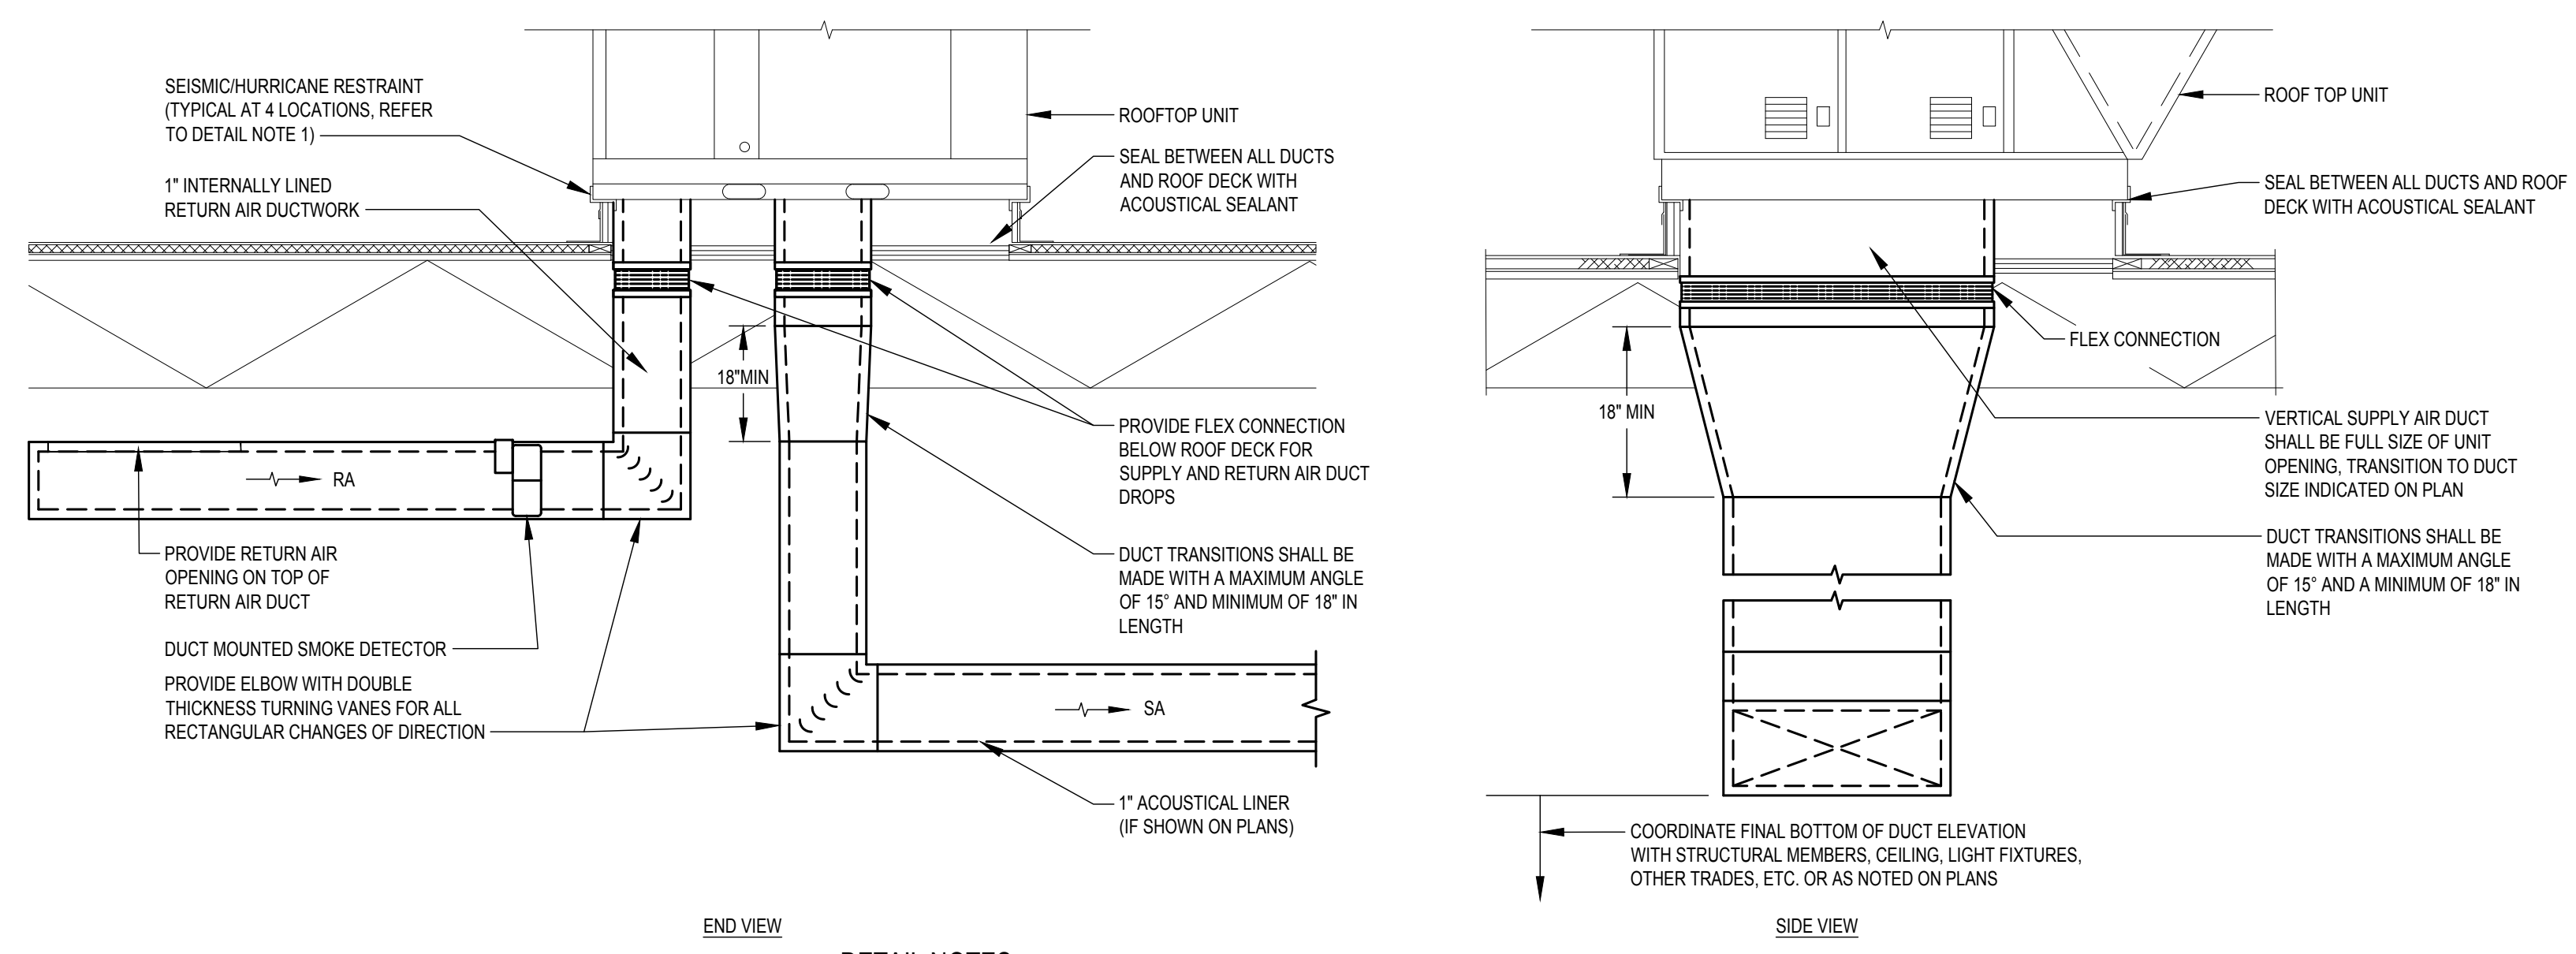 SEISMIC/HURRICANE RESTRAINT
(TYPICAL AT 4 LOCATIONS, REFER
TO DETAIL NOTE 1)
1" INTERNALLY LINED
RETURN AIR DUCTWORK
ROOFTOP UNIT
SEAL BETWEEN ALL DUCTS
AND ROOF DECK WITH
ACOUSTICAL SEALANT
18"MIN
RA
PROVIDE FLEX CONNECTION
BELOW ROOF DECK FOR
SUPPLY AND RETURN AIR DUCT
DROPS
PROVIDE RETURN AIR
OPENING ON TOP OF
RETURN AIR DUCT
DUCT MOUNTED SMOKE DETECTOR
PROVIDE ELBOW WITH DOUBLE
THICKNESS TURNING VANES FOR ALL
RECTANGULAR CHANGES OF DIRECTION
DUCT TRANSITIONS SHALL BE
MADE WITH A MAXIMUM ANGLE
OF 15° AND MINIMUM OF 18" IN
LENGTH
SA
1" ACOUSTICAL LINER
(IF SHOWN ON PLANS)
END VIEW
DETAIL NOTES
ROOF TOP UNIT
SEAL BETWEEN ALL DUCTS AND ROOF
DECK WITH ACOUSTICAL SEALANT
FLEX CONNECTION
18" MIN
VERTICAL SUPPLY AIR DUCT
SHALL BE FULL SIZE OF UNIT
OPENING, TRANSITION TO DUCT
SIZE INDICATED ON PLAN
DUCT TRANSITIONS SHALL BE
MADE WITH A MAXIMUM ANGLE
OF 15° AND A MINIMUM OF 18" IN
LENGTH
COORDINATE FINAL BOTTOM OF DUCT ELEVATION
WITH STRUCTURAL MEMBERS, CEILING, LIGHT FIXTURES,
OTHER TRADES, ETC. OR AS NOTED ON PLANS
SIDE VIEW